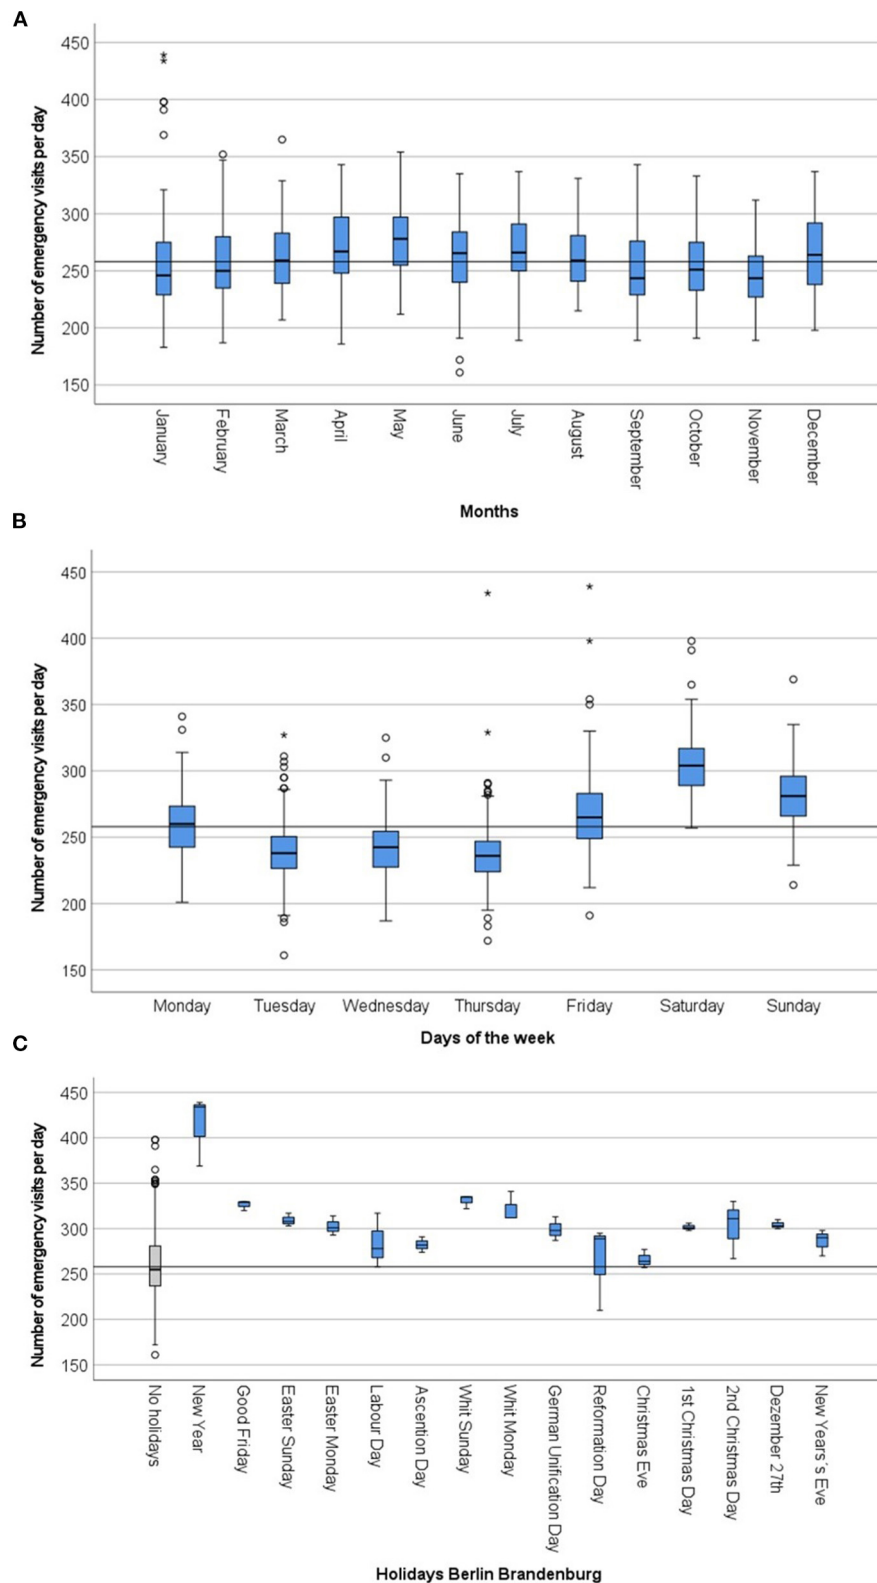 A
Number of emergency visits per day
450
400
350
300
250
200
150
January
February
March
April
May
June
July
August
September
October
November
December
Months
B
Number of emergency visits per day
450
400
350
300
250
200
150
Monday
Tuesday
Wednesday
Thursday
Friday
Saturday
Sunday
Days of the week
C
Number of emergency visits per day
450
400
350
300
250
200
150
No holidays
New Year
Good Friday
Easter Sunday
Easter Monday
Labour Day
Ascention Day
Whit Sunday
Whit Monday
German Unification Day
Reformation Day
Christmas Eve
1st Christmas Day
2nd Christmas Day
Dezember 27th
New Years´s Eve
Holidays Berlin Brandenburg